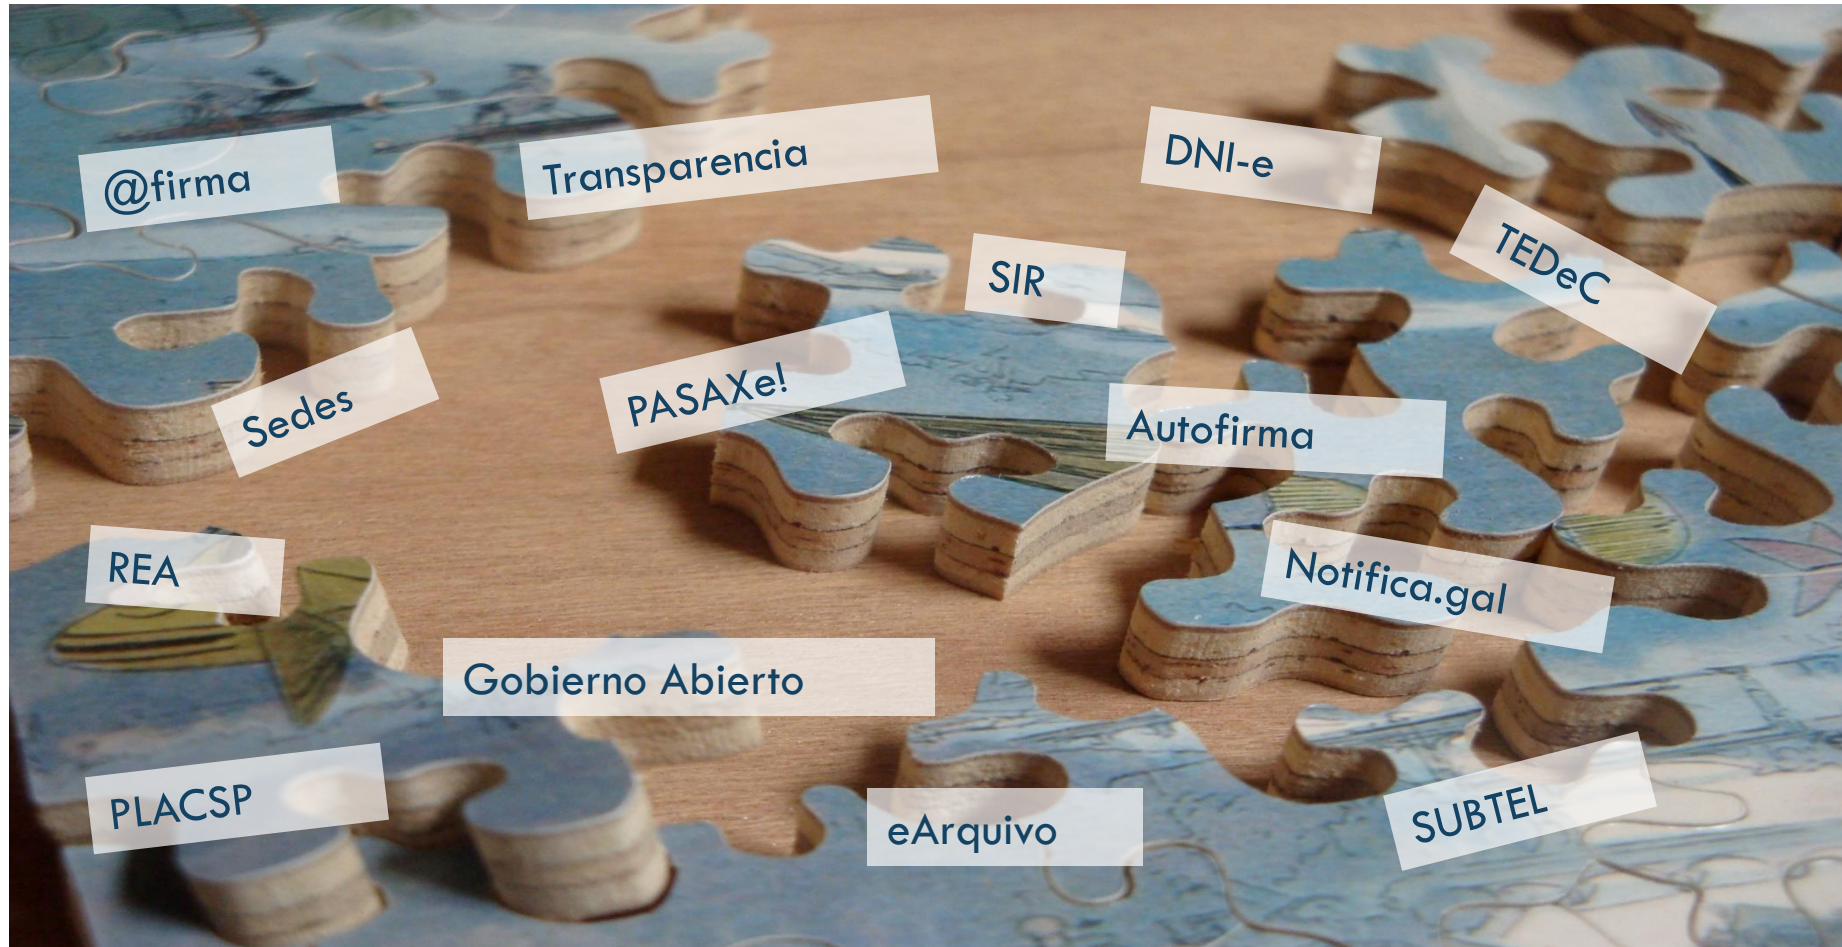 @firma
Transparencia
DNI-e
TEDeC
SIR
PASAXe!
Autofirma
Sedes
REA
Notifica.gal
Gobierno Abierto
PLACSP
eArquivo
SUBTEL